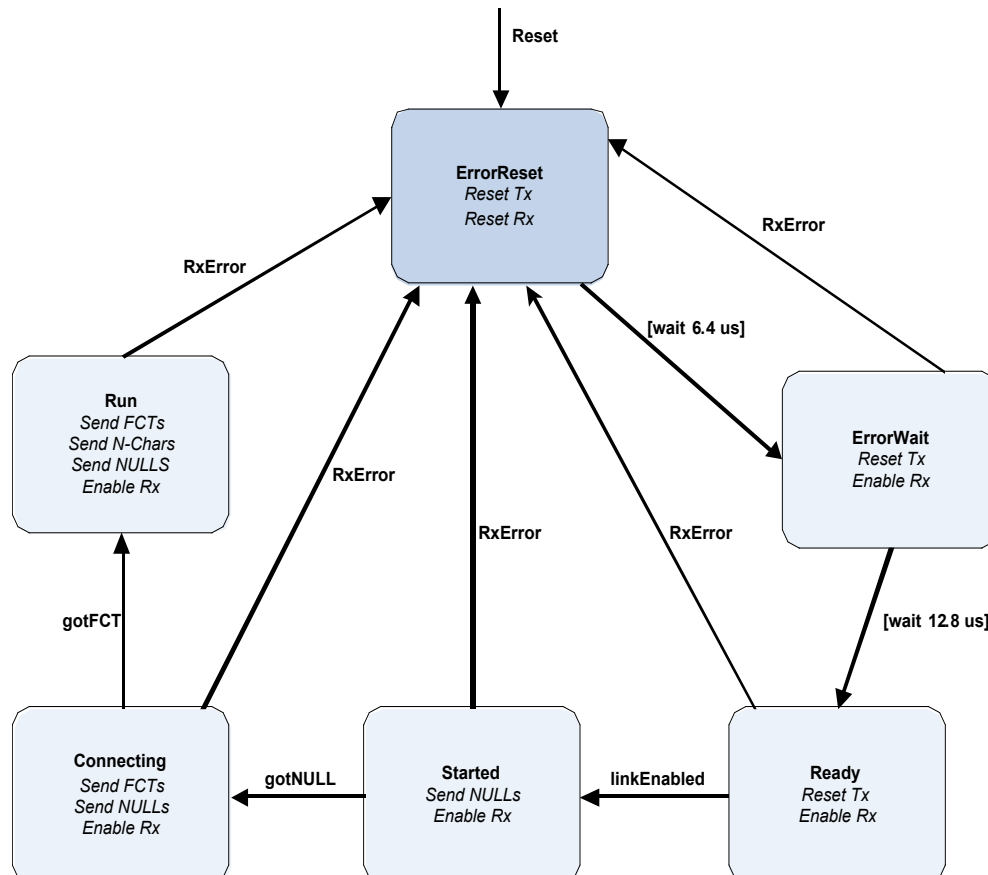 Reset
ErrorReset
Reset Tx
Reset Rx
RxError
RxError
[wait 6.4 us]
Run
Send FCTs
Send N-Chars
Send NULLS
Enable Rx
ErrorWait
Reset Tx
Enable Rx
RxError
RxError
RxError
gotFCT
[wait 12.8 us]
Connecting
Send FCTs
Send NULLs
Enable Rx
gotNULL
Started
Send NULLs
Enable Rx
linkEnabled
Ready
Reset Tx
Enable Rx